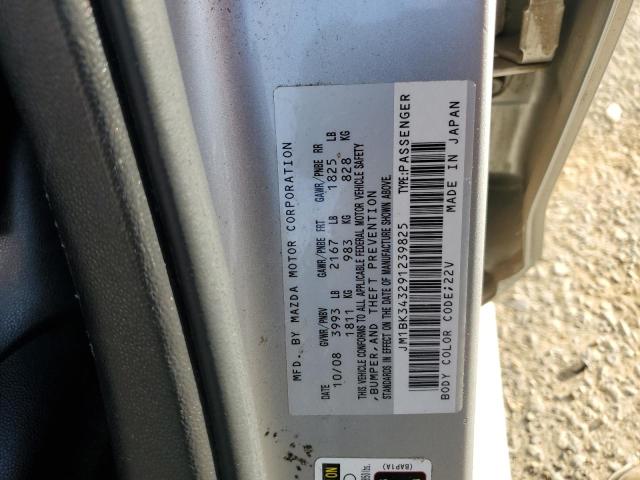 MFD. BY MAZDA MOTOR CORPORATION
DATE GVWR/PNBV LB KG GAWR/PNBE FRT LB KG GAWR/PNBE RR LB KG
10/08 3993 1811 2167 983 1825 828
THIS VEHICLE CONFORMS TO ALL APPLICABLE FEDERAL MOTOR VEHICLE SAFETY
,BUMPER,AND THEFT PREVENTION
STANDARDS IN EFFECT ON THE DATE OF MANUFACTURE SHOWN ABOVE.
JM1BK343291239825 TYPE:PASSENGER
BODY COLOR CODE:22V MADE IN JAPAN
(BAP1A)